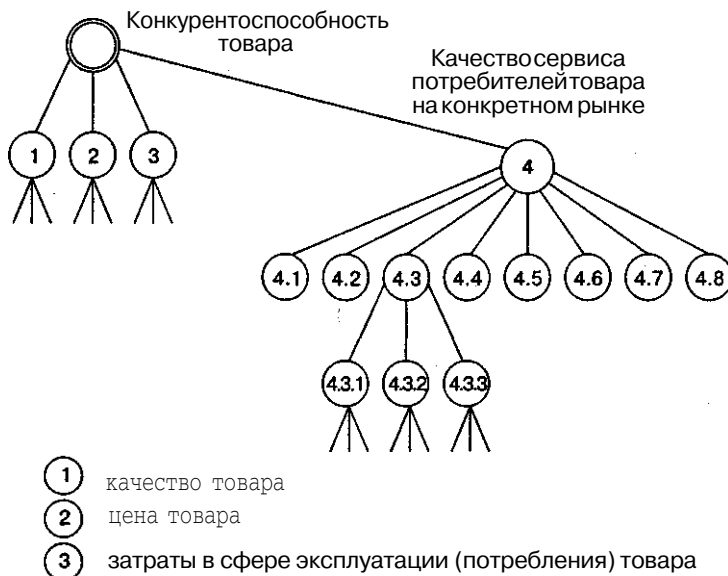 Конкурентоспособность
товара
Качество сервиса
потребителей товара
на конкретном рынке
1 2 3
4
4.1 4.2 4.3 4.4 4.5 4.6 4.7 4.8
4.3.1 4.3.2 4.3.3
1 качество товара
2 цена товара
3 затраты в сфере эксплуатации (потребления) товара